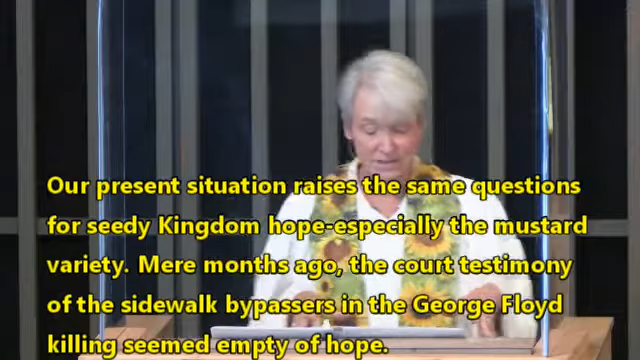 Our present situation raises the same questions
for seedy Kingdom hope-especially the mustard
variety. Mere months ago, the court testimony
of the sidewalk bypassers in the George Floyd
killing seemed empty of hope.